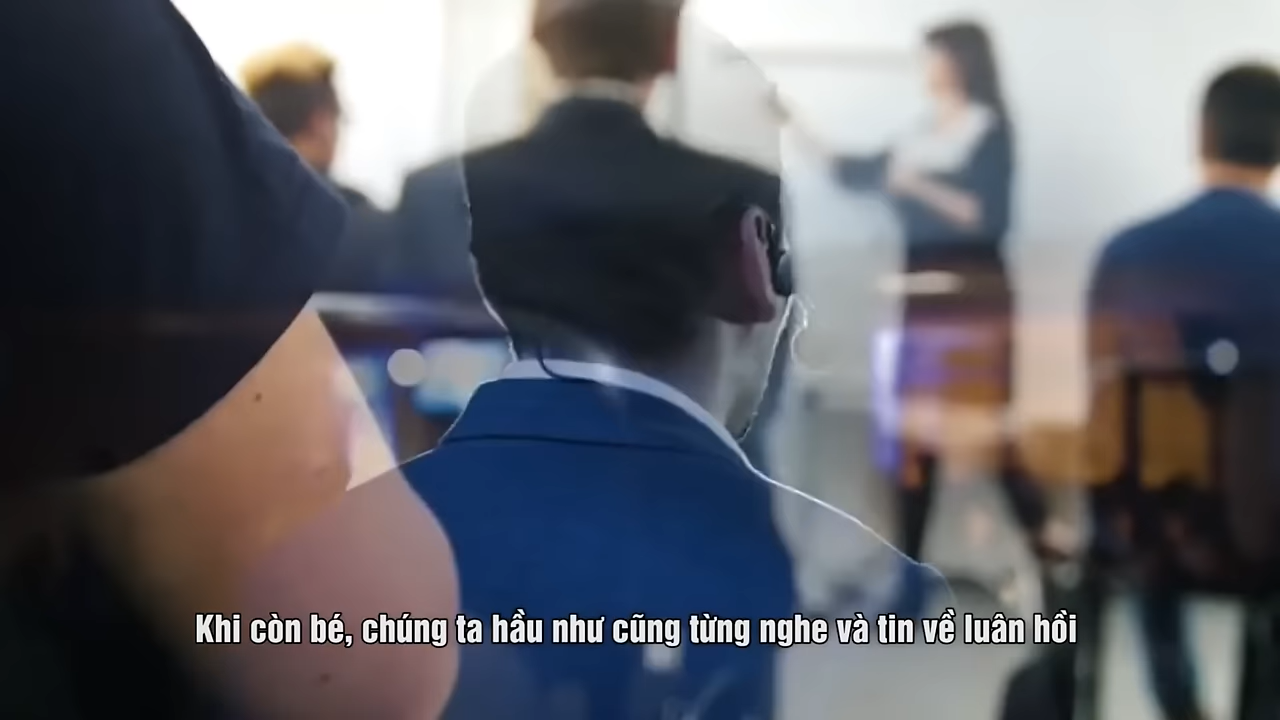 Khi còn bé, chúng ta hầu như cũng từng nghe và tin về luân hồi